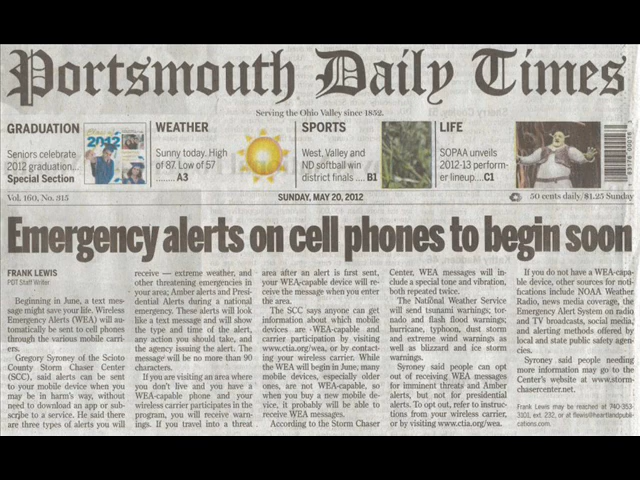 Portsmouth Daily Times
Serving the Ohio Valley since 1852.
GRADUATION
Seniors celebrate
2012 graduation...
Special Section
Class of
2012
WEATHER
Sunny today. High
of 87. Low of 57
........ A3
SPORTS
West, Valley and
ND softball win
district finals .... B1
LIFE
SOPAA unveils
2012-13 perform-
er lineup....C1
Vol. 160, No. 315
SUNDAY, MAY 20, 2012
50 cents daily/$1.25 Sunday
Emergency alerts on cell phones to begin soon
FRANK LEWIS
PDT Staff Writer
Beginning in June, a text mes-
sage might save your life. Wireless
Emergency Alerts (WEA) will au-
tomatically be sent to cell phones
through the various mobile carri-
ers.
Gregory Syroney of the Scioto
County Storm Chaser Center
(SCC), said alerts can be sent
to your mobile device when you
may be in harm's way, without
need to download an app or sub-
scribe to a service. He said there
are three types of alerts you will
receive — extreme weather, and
other threatening emergencies in
your area; Amber alerts and Presi-
dential Alerts during a national
emergency. These alerts will look
like a text message and will show
the type and time of the alert,
any action you should take, and
the agency issuing the alert. The
message will be no more than 90
characters.
If you are visiting an area where
you don't live and you have a
WEA-capable phone and your
wireless carrier participates in the
program, you will receive warn-
ings. If you travel into a threat
area after an alert is first sent,
your WEA-capable device will re-
ceive the message when you enter
the area.
The SCC says anyone can get
information about which mobile
devices are WEA-capable and
carrier participation by visiting
www.ctia.org/wea, or by contact-
ing your wireless carrier. While
the WEA will begin in June, many
mobile devices, especially older
ones, are not WEA-capable, so
when you buy a new mobile de-
vice, it probably will be able to
receive WEA messages.
According to the Storm Chaser
Center, WEA messages will in-
clude a special tone and vibration,
both repeated twice.
The National Weather Service
will send tsunami warnings; tor-
nado and flash flood warnings,
hurricane, typhoon, dust storm
and extreme wind warnings as
well as blizzard and ice storm
warnings.
Syroney said people can opt
out of receiving WEA messages
for imminent threats and Amber
alerts, but not for presidential
alerts. To opt out, refer to instruc-
tions from your wireless carrier,
or by visiting www.ctia.org/wea.
If you do not have a WEA-capa-
ble device, other sources for noti-
fications include NOAA Weather
Radio, news media coverage, the
Emergency Alert System on radio
and TV broadcasts, social media,
and alerting methods offered by
local and state public safety agen-
cies.
Syroney said people needing
more information may go to the
Center's website at www.storm-
chasercenter.net.
Frank Lewis may be reached at 740-353-
3101, ext. 232, or at flewis@heartlandpubli-
cations.com.